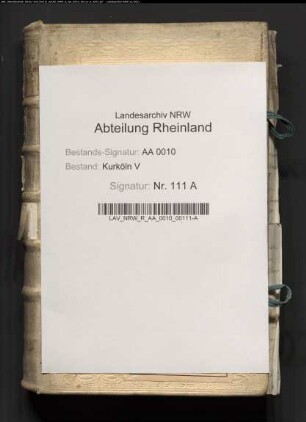 Landesarchiv NRW
Abteilung Rheinland
Bestands-Signatur: AA 0010
Bestand: Kurköln V
Signatur: Nr. 111 A
LAV_NRW_R_AA_0010_00111-A